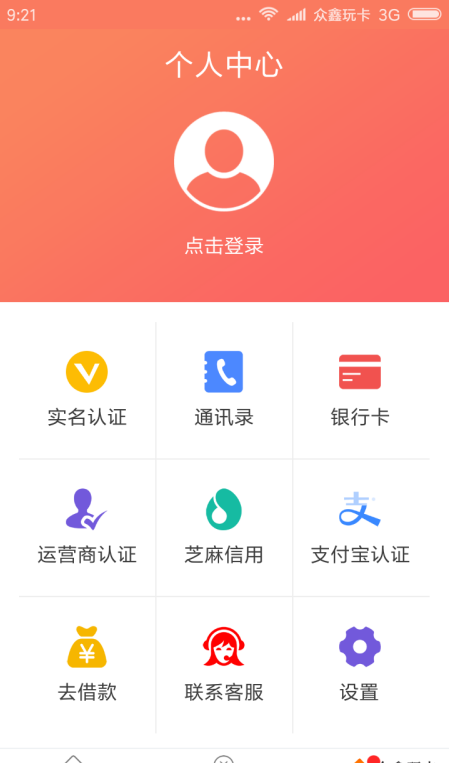 9:21 ... 众鑫玩卡 3G
个人中心
点击登录
实名认证 通讯录 银行卡
运营商认证 芝麻信用 支付宝认证
去借款 联系客服 设置